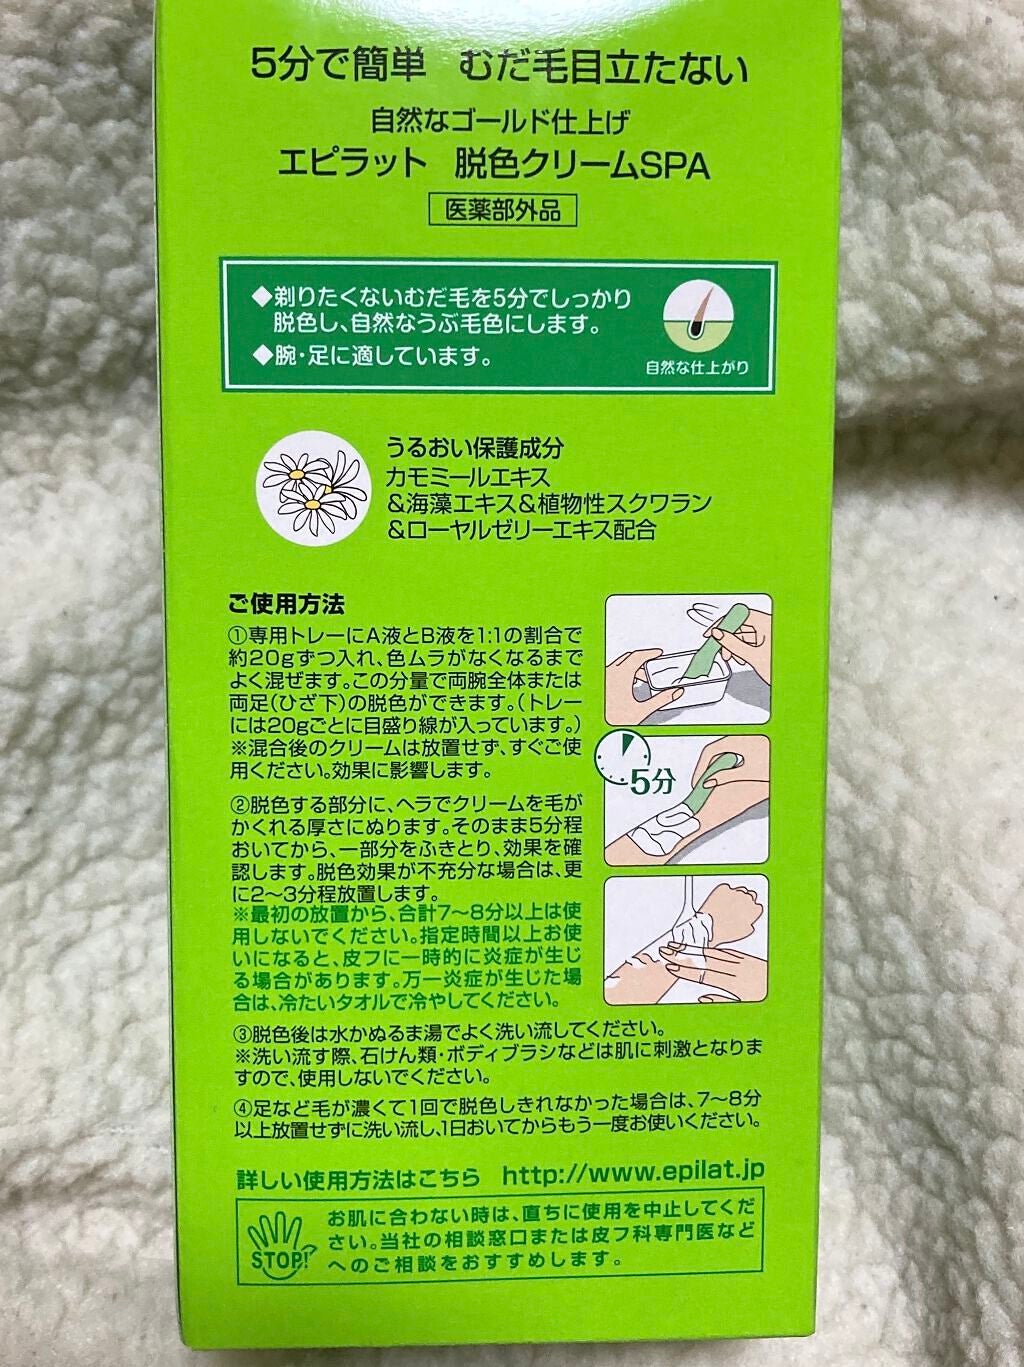 5分で簡単　むだ毛目立たない
自然なゴールド仕上げ
エピラット　脱色クリームSPA
医薬部外品
◆剃りたくないむだ毛を5分でしっかり
脱色し、自然なうぶ毛色にします。
◆腕・足に適しています。
自然な仕上がり
うるおい保護成分
カモミールエキス
&海藻エキス&植物性スクワラン
&ローヤルゼリーエキス配合
ご使用方法
①専用トレーにA液とB液を1:1の割合で
約20gずつ入れ、色ムラがなくなるまで
よく混ぜます。この分量で両腕全体または
両足(ひざ下)の脱色ができます。(トレー
には20gごとに目盛り線が入っています。)
※混合後のクリームは放置せず、すぐご使
用ください。効果に影響します。
5分
②脱色する部分に、ヘラでクリームを毛が
かくれる厚さにぬります。そのまま5分程
おいてから、一部分をふきとり、効果を確
認します。脱色効果が不充分な場合は、更
に2〜3分程放置します。
※最初の放置から、合計7〜8分以上は使
用しないでください。指定時間以上お使
いになると、皮フに一時的に炎症が生じ
る場合があります。万一炎症が生じた場
合は、冷たいタオルで冷やしてください。
③脱色後は水かぬるま湯でよく洗い流してください。
※洗い流す際、石けん類・ボディブラシなどは肌に刺激となりま
すので、使用しないでください。
④足など毛が濃くて1回で脱色しきれなかった場合は、7〜8分
以上放置せずに洗い流し、1日おいてからもう一度お使いください。
詳しい使用方法はこちら　http://www.epilat.jp
STOP!
お肌に合わない時は、直ちに使用を中止してくだ
さい。当社の相談窓口または皮フ科専門医など
へのご相談をおすすめします。